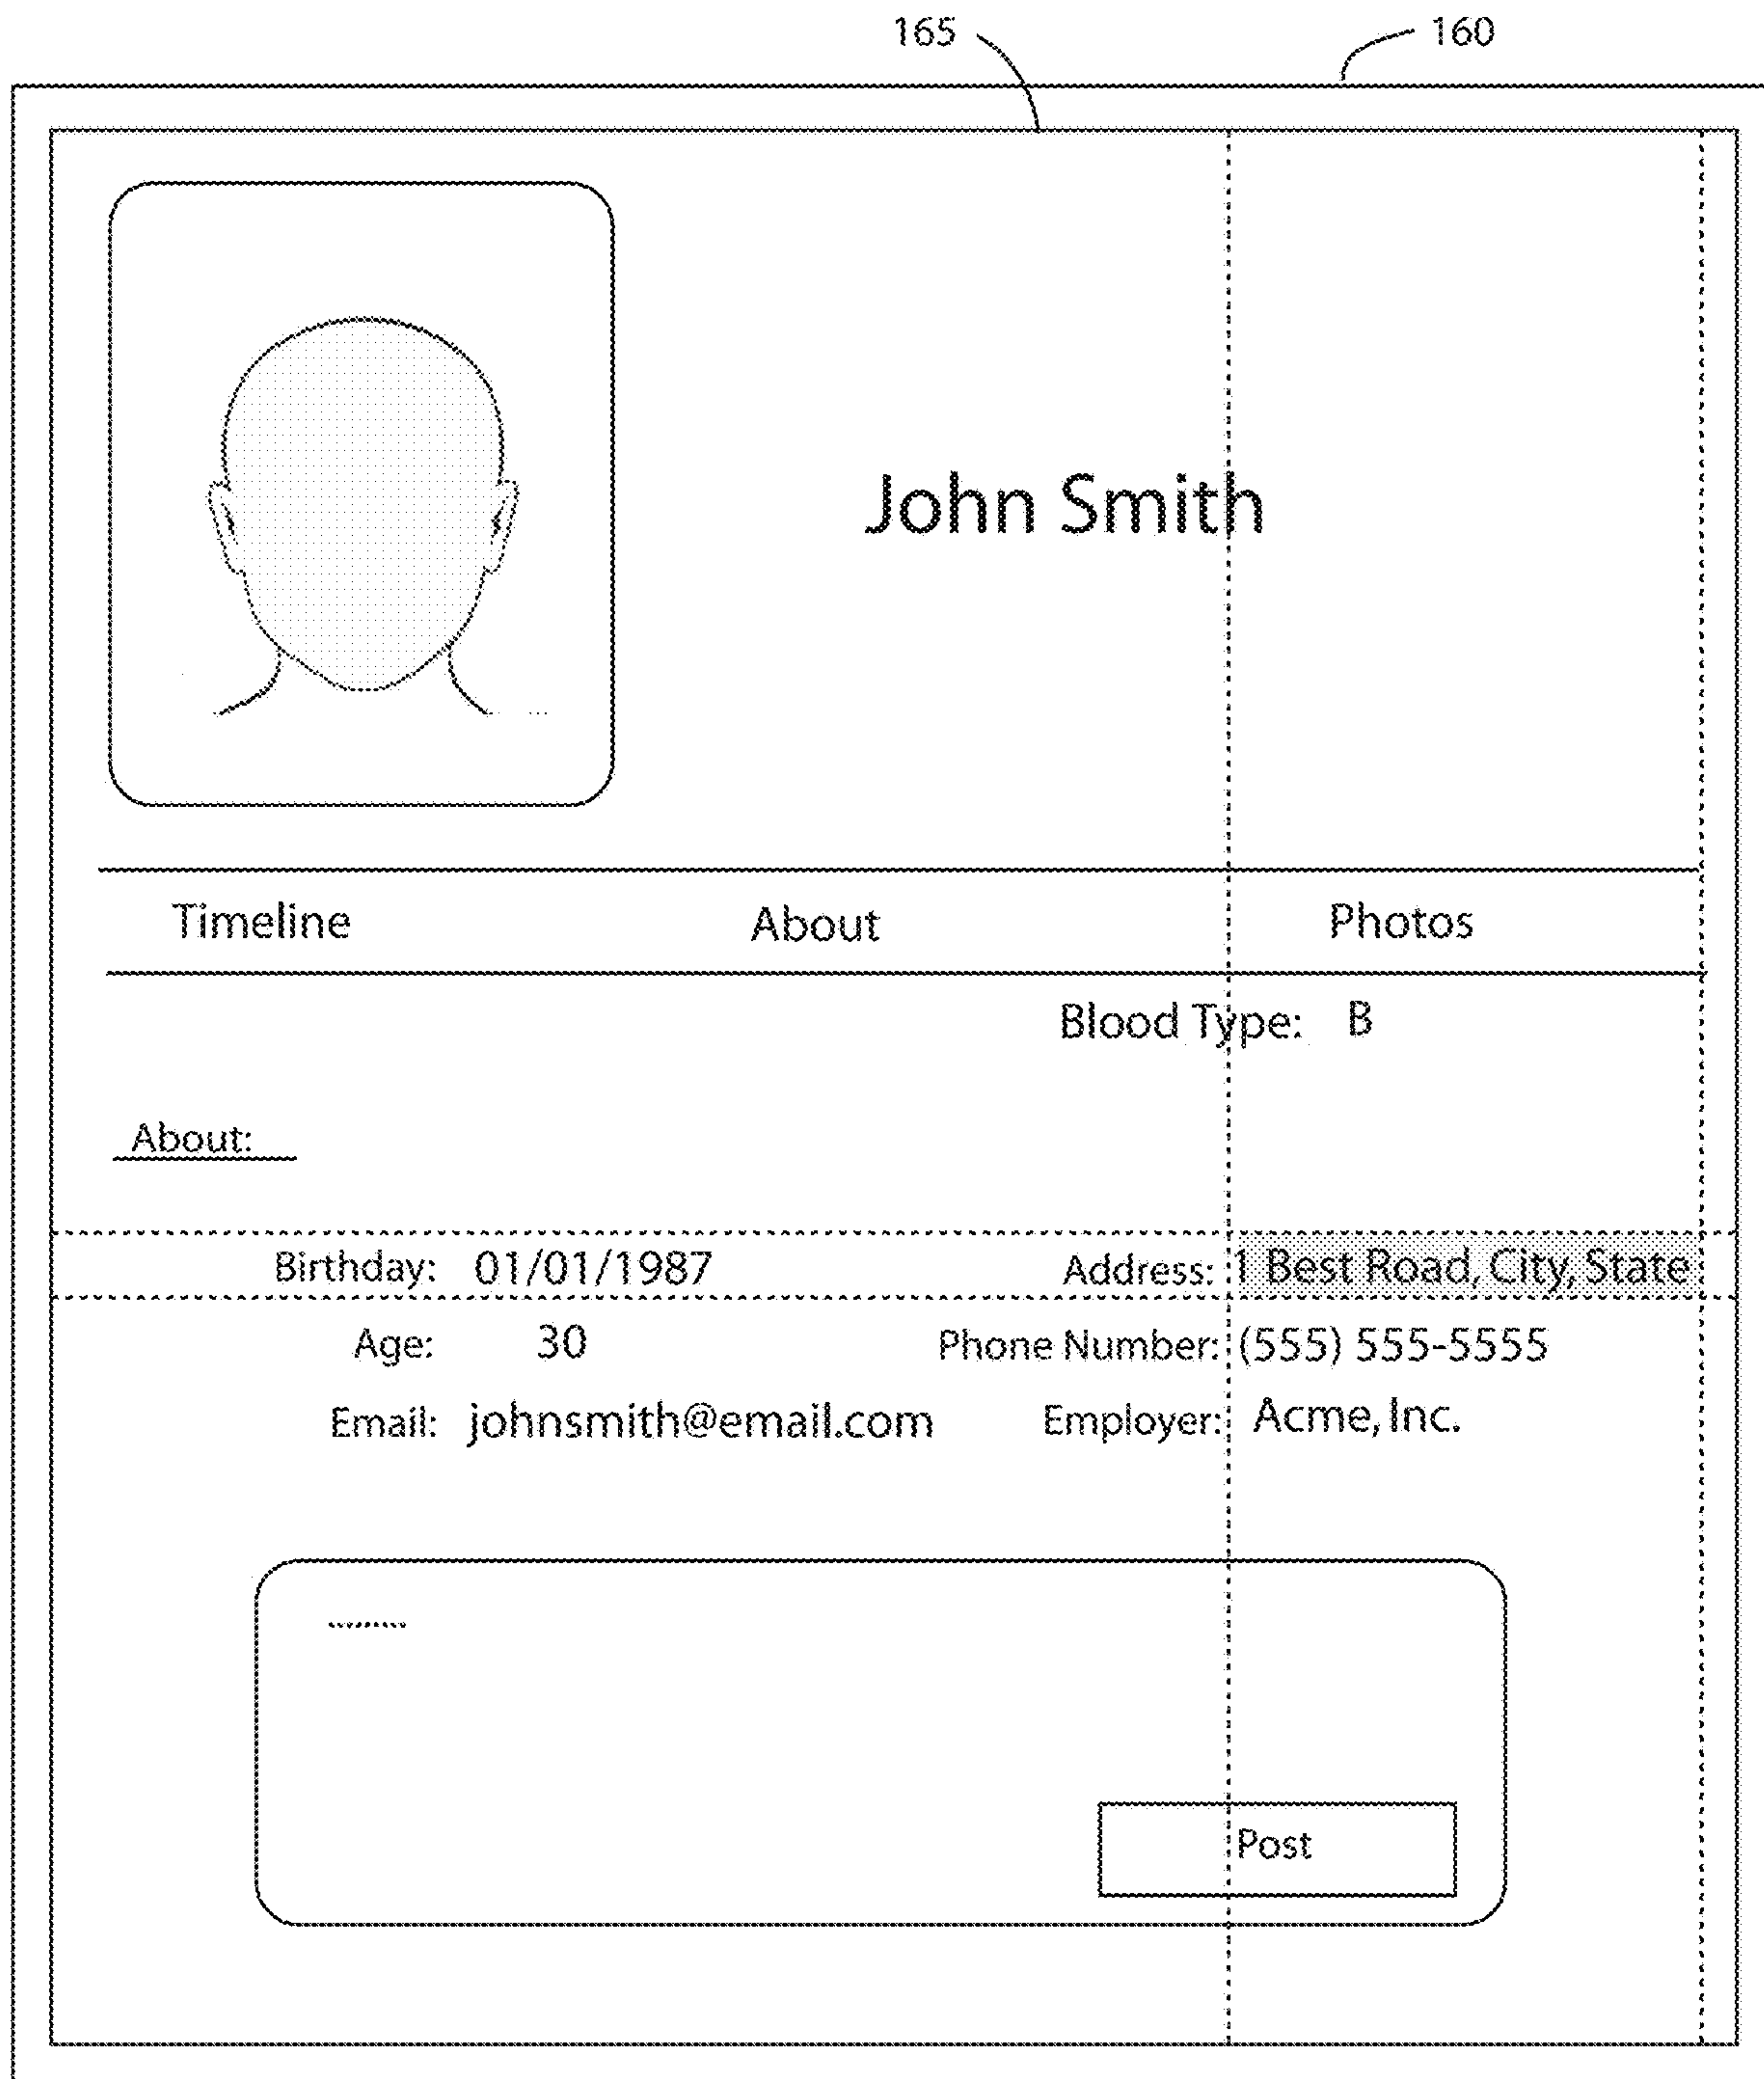 165 160
John Smith
Timeline About Photos
Blood Type: B
About:
Birthday: 01/01/1987 Address: 1 Best Road, City, State
Age: 30 Phone Number: (555) 555-5555
Email: johnsmith@email.com Employer: Acme, Inc.
Post